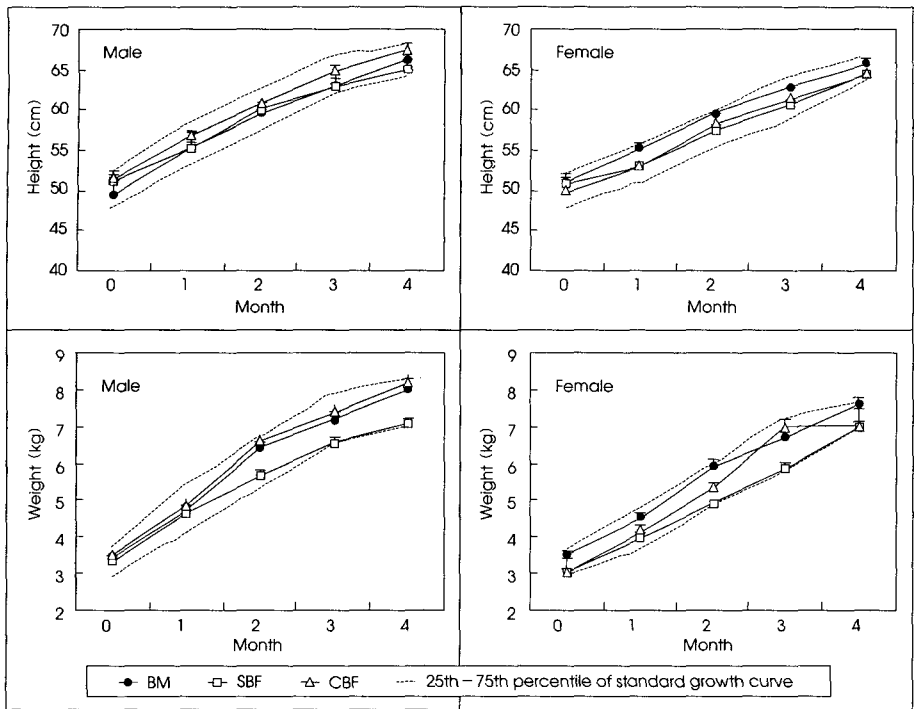 Male
Height (cm)
70
65
60
55
50
45
40
0 1 2 3 4
Month
Female
Height (cm)
70
65
60
55
50
45
40
0 1 2 3 4
Month
Male
Weight (kg)
9
8
7
6
5
4
3
2
0 1 2 3 4
Month
Female
Weight (kg)
9
8
7
6
5
4
3
2
0 1 2 3 4
Month
BM SBF CBF 25th – 75th percentile of standard growth curve